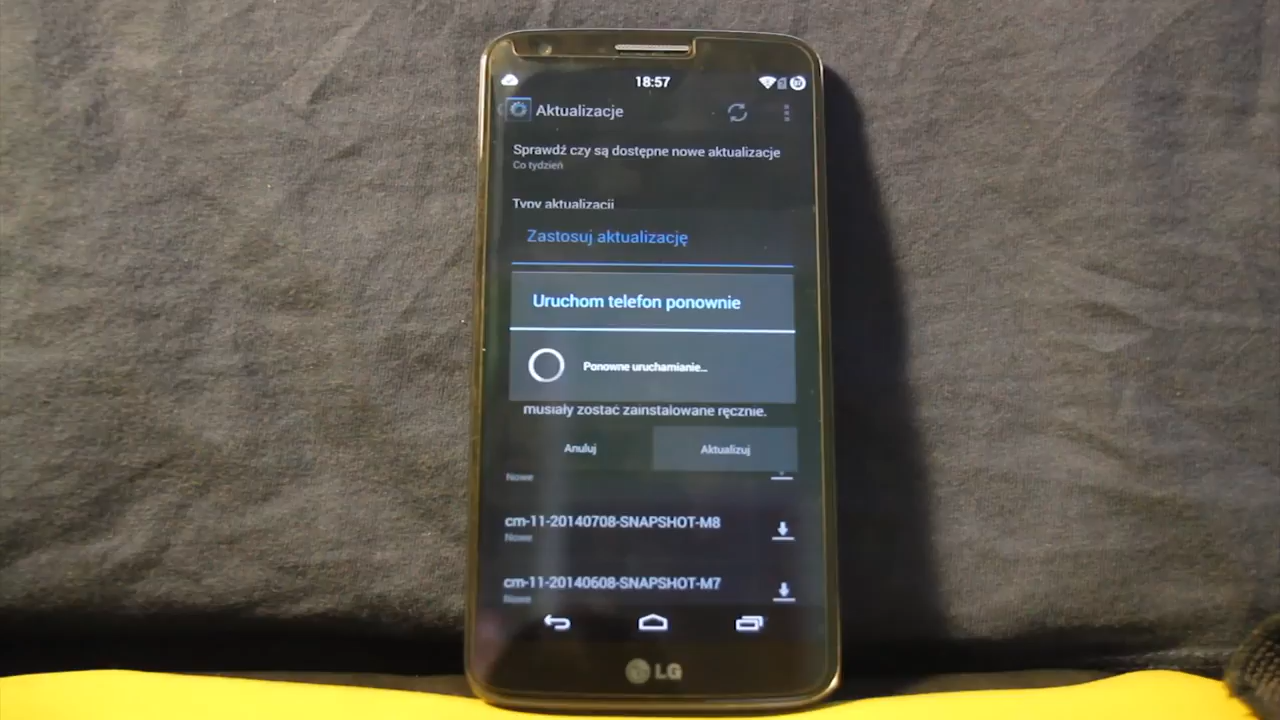 18:57
Aktualizacje
Sprawdź czy są dostępne nowe aktualizacje
Co tydzień
Typy aktualizacji
Zastosuj aktualizację
Uruchom telefon ponownie
Ponowne uruchamianie...
musiały zostać zainstalowane ręcznie.
Anuluj Aktualizuj
Nowe
cm-11-20140708-SNAPSHOT-M8
Nowe
cm-11-20140608-SNAPSHOT-M7
Nowe
LG